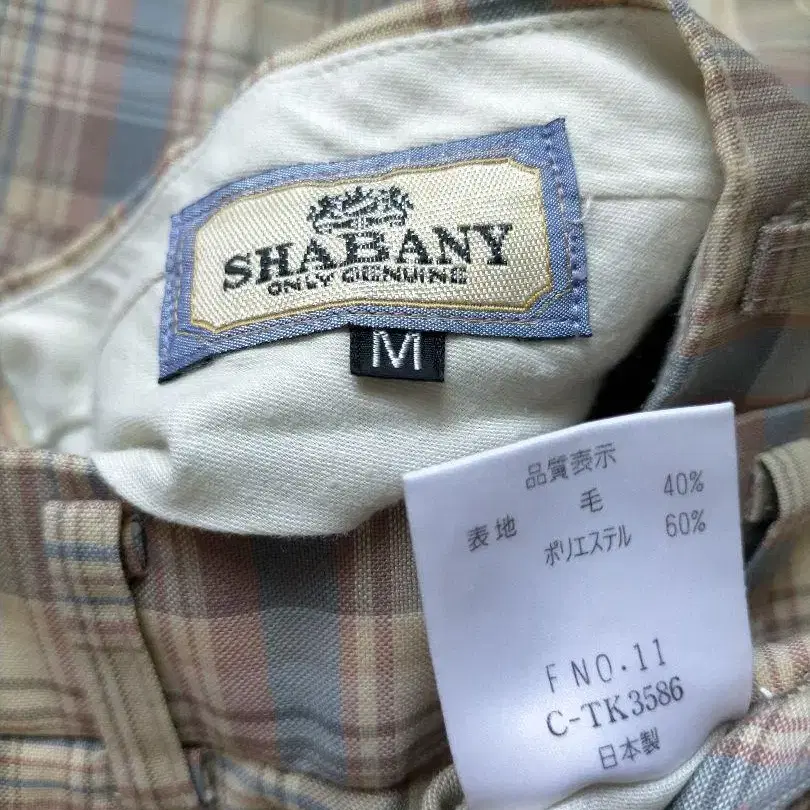 SHABANY
ONLY GENUINE
M
品質表示
表地 毛 40%
ポリエステル 60%
F NO.11
C-TK3586
日本製